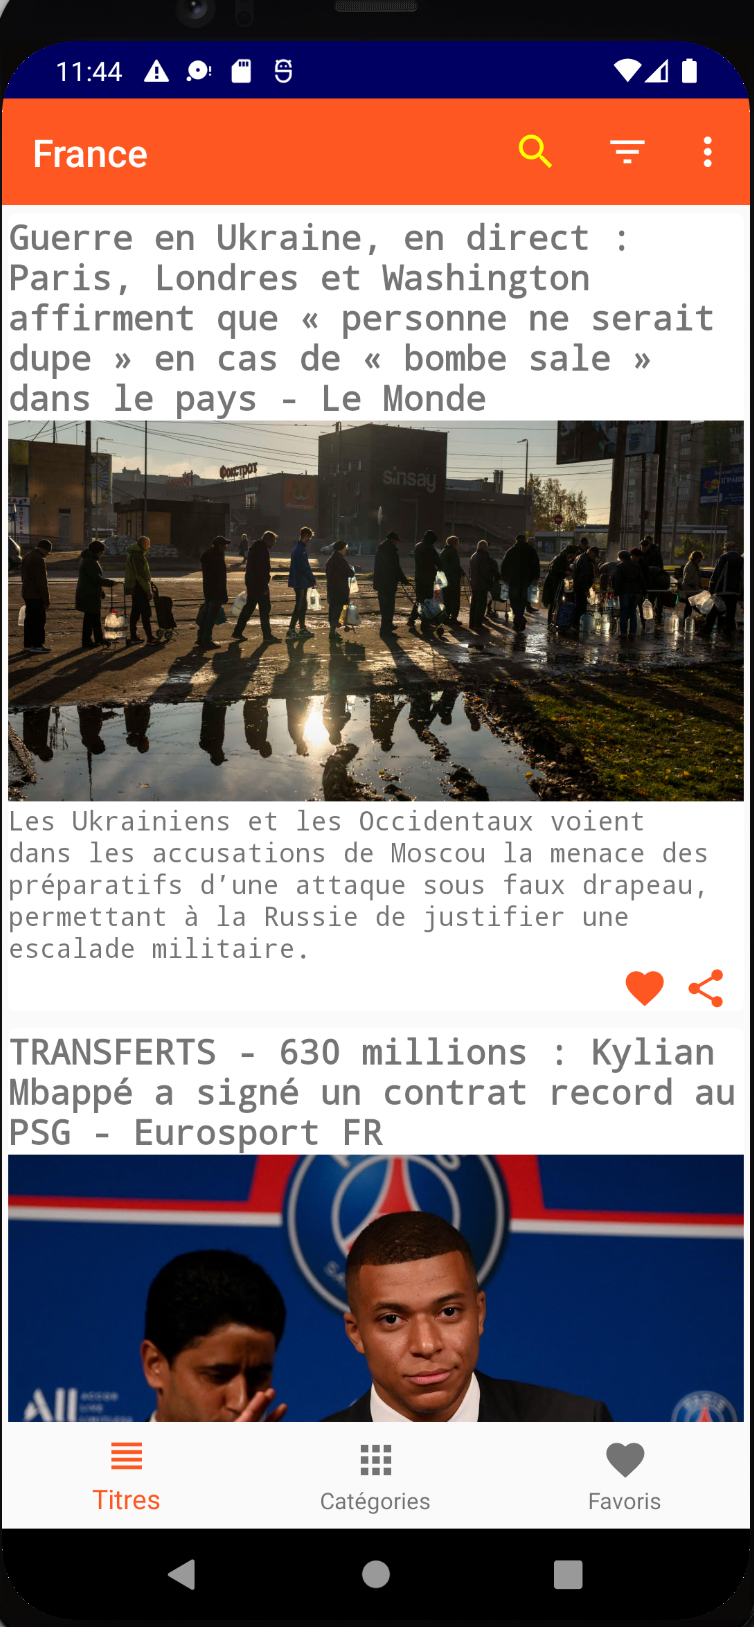 11:44
France
Guerre en Ukraine, en direct :
Paris, Londres et Washington
affirment que « personne ne serait
dupe » en cas de « bombe sale »
dans le pays - Le Monde
Фокстрот
sinsay
Les Ukrainiens et les Occidentaux voient
dans les accusations de Moscou la menace des
préparatifs d’une attaque sous faux drapeau,
permettant à la Russie de justifier une
escalade militaire.
TRANSFERTS - 630 millions : Kylian
Mbappé a signé un contrat record au
PSG - Eurosport FR
All
PARIS
Titres
Catégories
Favoris